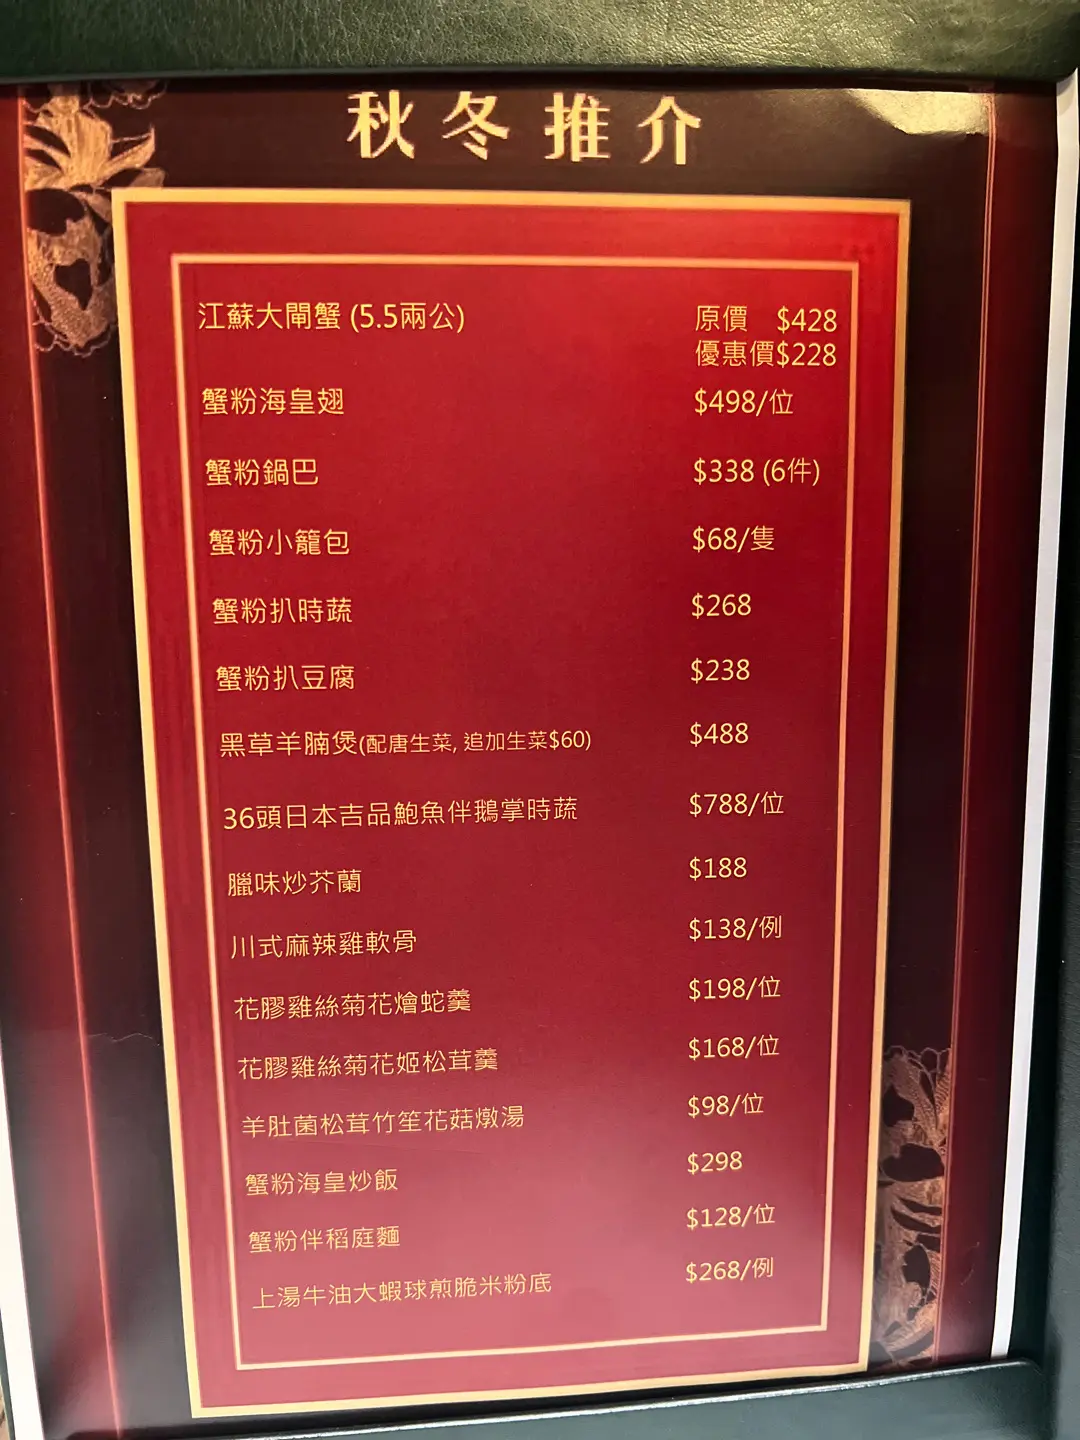 秋冬推介
江蘇大閘蟹 (5.5兩公) 原價 $428
優惠價$228
蟹粉海皇翅 $498/位
蟹粉鍋巴 $338 (6件)
蟹粉小籠包 $68/隻
蟹粉扒時蔬 $268
蟹粉扒豆腐 $238
黑草羊腩煲(配唐生菜, 追加生菜$60) $488
36頭日本吉品鮑魚伴鵝掌時蔬 $788/位
臘味炒芥蘭 $188
川式麻辣雞軟骨 $138/例
花膠雞絲菊花燴蛇羹 $198/位
花膠雞絲菊花姬松茸羹 $168/位
羊肚菌松茸竹笙花菇燉湯 $98/位
蟹粉海皇炒飯 $298
蟹粉伴稻庭麵 $128/位
上湯牛油大蝦球煎脆米粉底 $268/例